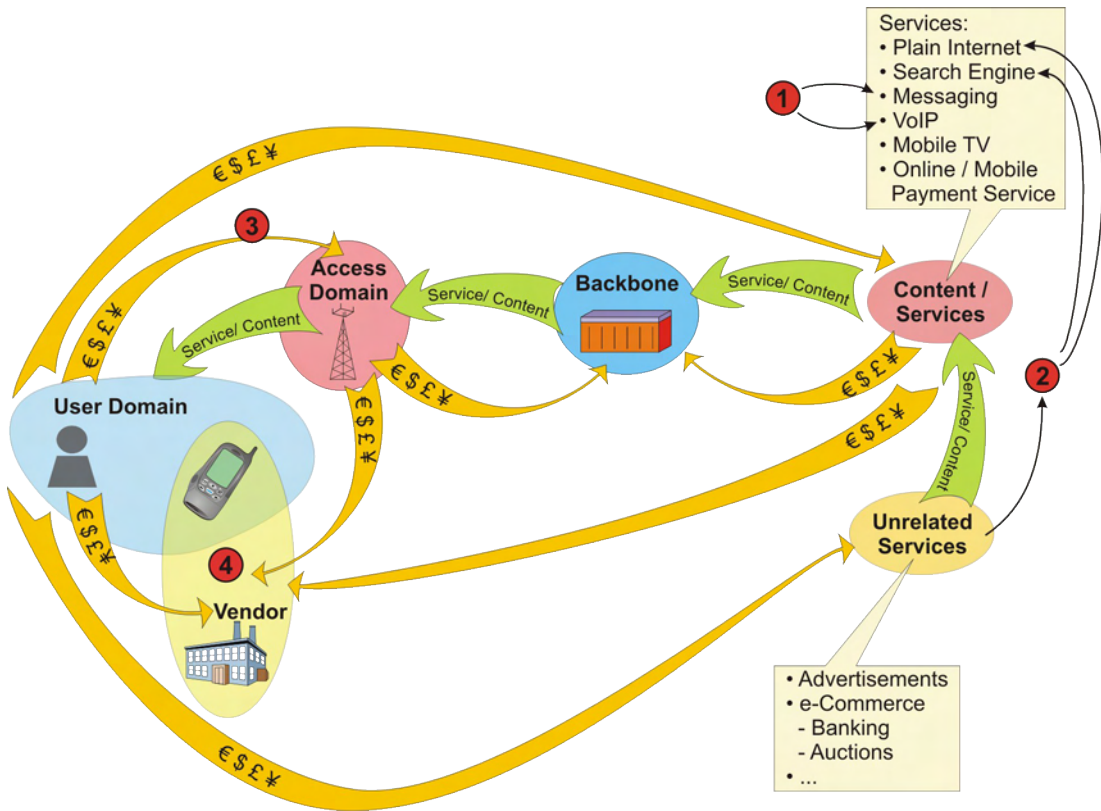 Services:
• Plain Internet
• Search Engine
• Messaging
• VoIP
• Mobile TV
• Online / Mobile
Payment Service
1
€$£¥
3
Access
Domain
Service/ Content
Backbone
Service/ Content
Content /
Services
€$£¥
Service/ Content
€$£¥
€$£¥
2
User Domain
€$£¥
€$£¥
Service/ Content
€$£¥
Unrelated
Services
4
Vendor
€$£¥
• Advertisements
• e-Commerce
- Banking
- Auctions
• ...